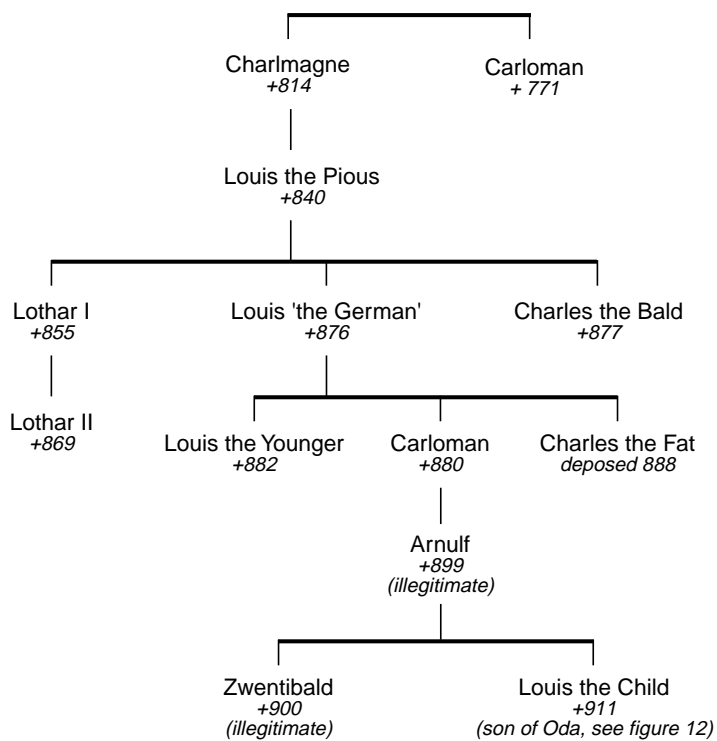 Charlmagne
+814
Carloman
+ 771
Louis the Pious
+840
Lothar I
+855
Louis 'the German'
+876
Charles the Bald
+877
Lothar II
+869
Louis the Younger
+882
Carloman
+880
Charles the Fat
deposed 888
Arnulf
+899
(illegitimate)
Zwentibald
+900
(illegitimate)
Louis the Child
+911
(son of Oda, see figure 12)